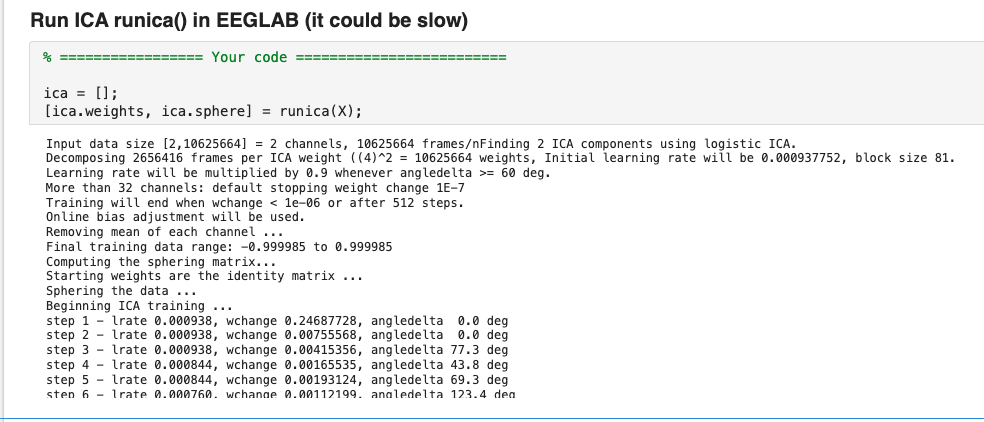 Run ICA runica() in EEGLAB (it could be slow)
% ================= Your code =========================
ica = [];
[ica.weights, ica.sphere] = runica(X);
Input data size [2,10625664] = 2 channels, 10625664 frames/nFinding 2 ICA components using logistic ICA.
Decomposing 2656416 frames per ICA weight ((4)^2 = 10625664 weights, Initial learning rate will be 0.000937752, block size 81.
Learning rate will be multiplied by 0.9 whenever angledelta >= 60 deg.
More than 32 channels: default stopping weight change 1E-7
Training will end when wchange < 1e-06 or after 512 steps.
Online bias adjustment will be used.
Removing mean of each channel ...
Final training data range: -0.999985 to 0.999985
Computing the sphering matrix...
Starting weights are the identity matrix ...
Sphering the data ...
Beginning ICA training ...
step 1 - lrate 0.000938, wchange 0.24687728, angledelta  0.0 deg
step 2 - lrate 0.000938, wchange 0.00755568, angledelta  0.0 deg
step 3 - lrate 0.000938, wchange 0.00415356, angledelta 77.3 deg
step 4 - lrate 0.000844, wchange 0.00165535, angledelta 43.8 deg
step 5 - lrate 0.000844, wchange 0.00193124, angledelta 69.3 deg
step 6 - lrate 0.000760, wchange 0.00112199, angledelta 123.4 deg